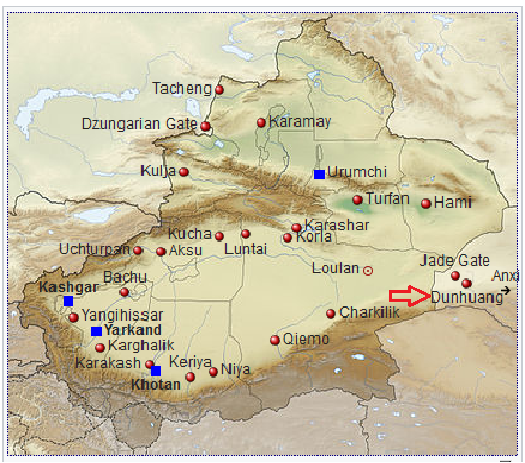 Tacheng
Dzungarian Gate
Karamay
Kulja
Urumchi
Turfan
Hami
Kucha
Karashar
Korla
Luntai
Uchturpan
Aksu
Loulan
Jade Gate
Anxi
Bachu
Kashgar
Dunhuang
Yangihissar
Charkilik
Yarkand
Karghalik
Qiemo
Karakash
Keriya
Niya
Khotan